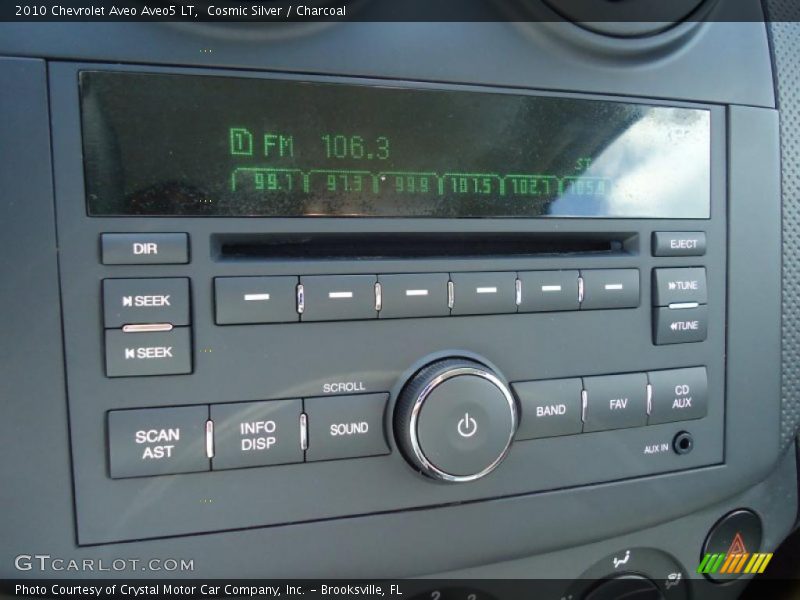 2010 Chevrolet Aveo Aveo5 LT, Cosmic Silver / Charcoal
1 FM 106.3
ST
99.1 97.3 99.9 101.5 102.7 105.9
DIR
EJECT
SEEK
TUNE
SEEK
TUNE
SCROLL
SCAN
AST
INFO
DISP
SOUND
BAND
FAV
CD
AUX
AUX IN
GTCARLOT.COM
Photo Courtesy of Crystal Motor Car Company, Inc. – Brooksville, FL